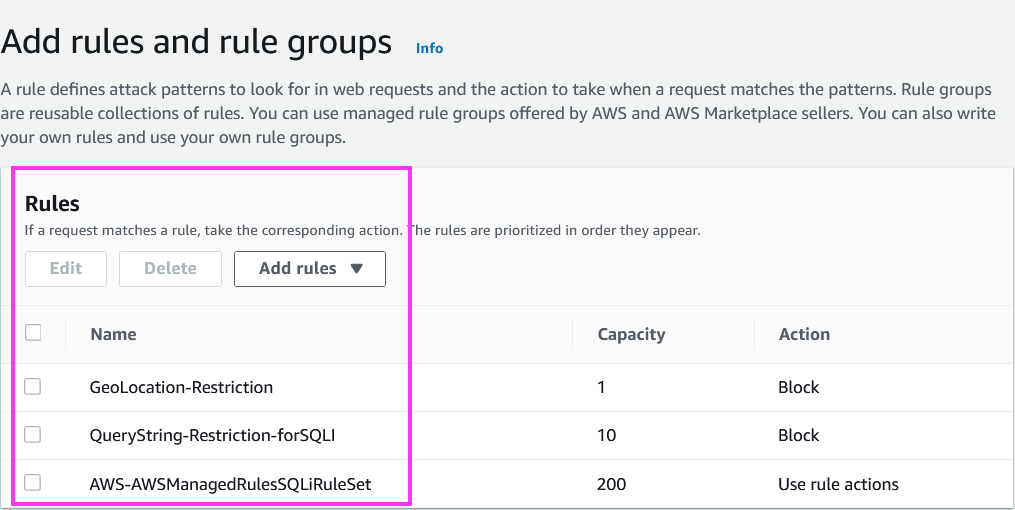 Add rules and rule groups Info
A rule defines attack patterns to look for in web requests and the action to take when a request matches the patterns. Rule groups
are reusable collections of rules. You can use managed rule groups offered by AWS and AWS Marketplace sellers. You can also write
your own rules and use your own rule groups.
Rules
If a request matches a rule, take the corresponding action. The rules are prioritized in order they appear.
Edit Delete Add rules
Name Capacity Action
GeoLocation-Restriction 1 Block
QueryString-Restriction-forSQLI 10 Block
AWS-AWSManagedRulesSQLiRuleSet 200 Use rule actions